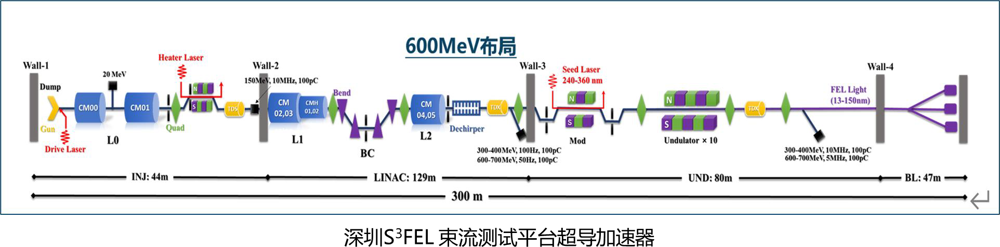 600MeV布局
Wall-1
Dump
Gun
Drive Laser
CM00
20 MeV
CM01
L0
Quad
Heater Laser
N
S
TDS
Wall-2
150MeV, 10MHz, 100pC
CM
02,03
CMH
01,02
L1
Bend
BC
CM
04,05
L2
Dechirper
TDX
300-400MeV, 100Hz, 100pC
600-700MeV, 50Hz, 100pC
Wall-3
Seed Laser
240-360 nm
N
S
Mod
N
S
Undulator × 10
TDX
300-400MeV, 10MHz, 100pC
600-700MeV, 5MHz, 100pC
FEL Light
(13-150nm)
Wall-4
INJ: 44m
LINAC: 129m
UND: 80m
BL: 47m
300 m
深圳S³FEL 束流测试平台超导加速器